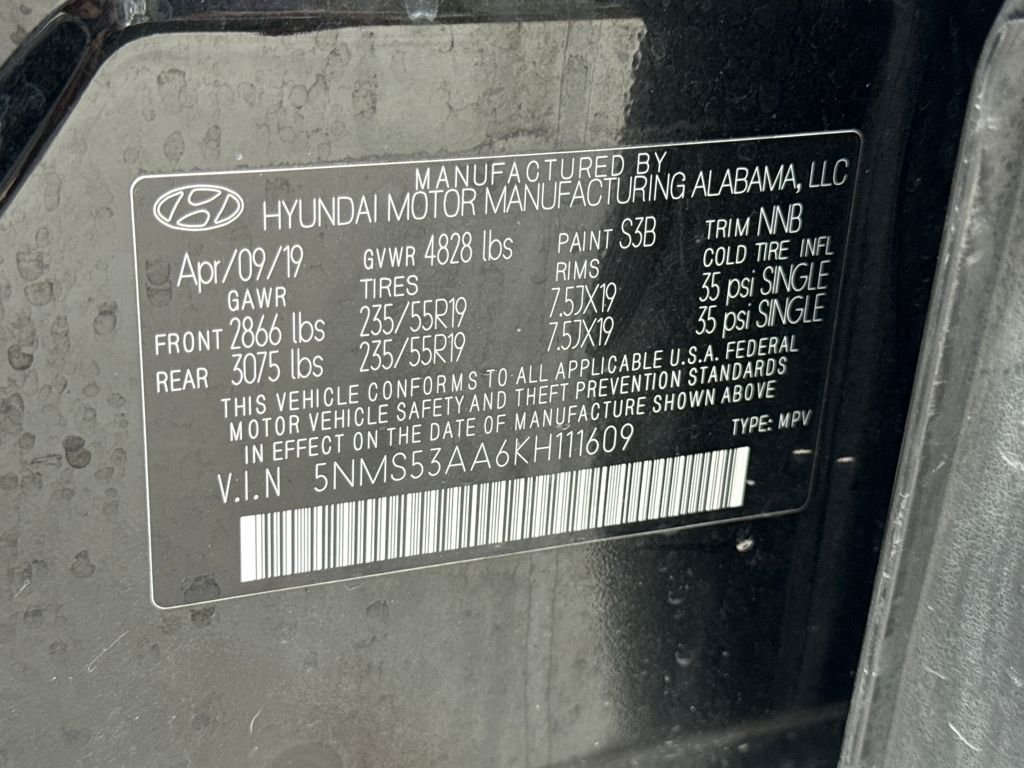 MANUFACTURED BY
HYUNDAI MOTOR MANUFACTURING ALABAMA, LLC
Apr/09/19 GVWR 4828 lbs PAINT S3B TRIM NNB
GAWR TIRES RIMS COLD TIRE INFL
FRONT 2866 lbs 235/55R19 7.5JX19 35 psi SINGLE
REAR 3075 lbs 235/55R19 7.5JX19 35 psi SINGLE
THIS VEHICLE CONFORMS TO ALL APPLICABLE U.S.A. FEDERAL
MOTOR VEHICLE SAFETY AND THEFT PREVENTION STANDARDS
IN EFFECT ON THE DATE OF MANUFACTURE SHOWN ABOVE
V.I.N 5NMS53AA6KH111609 TYPE: MPV